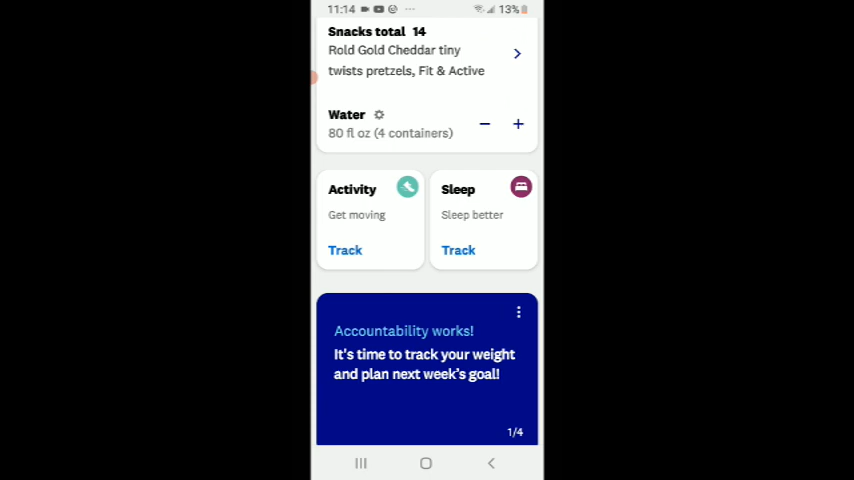 11:14 13%
Snacks total 14
Rold Gold Cheddar tiny
twists pretzels, Fit & Active
Water
80 fl oz (4 containers)
Activity
Get moving
Track
Sleep
Sleep better
Track
Accountability works!
It's time to track your weight
and plan next week's goal!
1/4